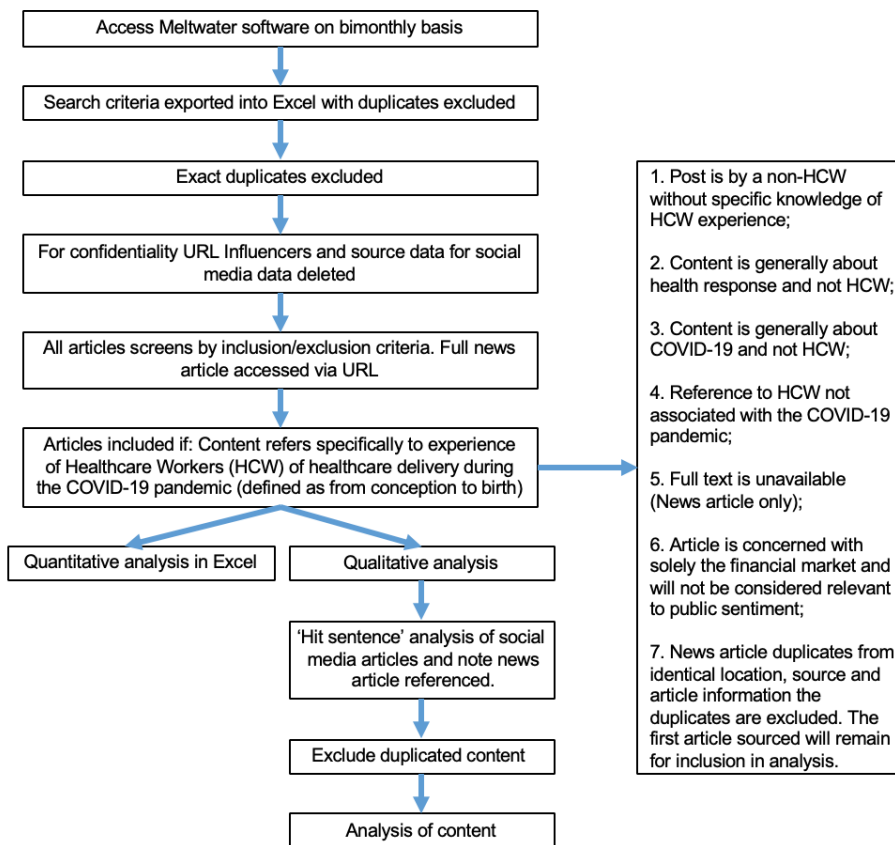 Access Meltwater software on bimonthly basis
Search criteria exported into Excel with duplicates excluded
Exact duplicates excluded
For confidentiality URL Influencers and source data for social
media data deleted
All articles screens by inclusion/exclusion criteria. Full news
article accessed via URL
Articles included if: Content refers specifically to experience
of Healthcare Workers (HCW) of healthcare delivery during
the COVID-19 pandemic (defined as from conception to birth)
Quantitative analysis in Excel
Qualitative analysis
‘Hit sentence’ analysis of social
media articles and note news
article referenced.
Exclude duplicated content
Analysis of content
1. Post is by a non-HCW
without specific knowledge of
HCW experience;
2. Content is generally about
health response and not HCW;
3. Content is generally about
COVID-19 and not HCW;
4. Reference to HCW not
associated with the COVID-19
pandemic;
5. Full text is unavailable
(News article only);
6. Article is concerned with
solely the financial market and
will not be considered relevant
to public sentiment;
7. News article duplicates from
identical location, source and
article information the
duplicates are excluded. The
first article sourced will remain
for inclusion in analysis.